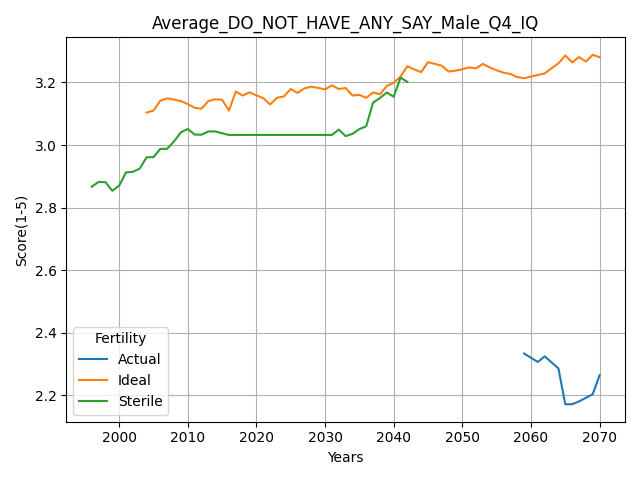 Average_DO_NOT_HAVE_ANY_SAY_Male_Q4_IQ
Score(1-5)
3.2
3.0
2.8
2.6
2.4
2.2
Fertility
Actual
Ideal
Sterile
2000 2010 2020 2030 2040 2050 2060 2070
Years